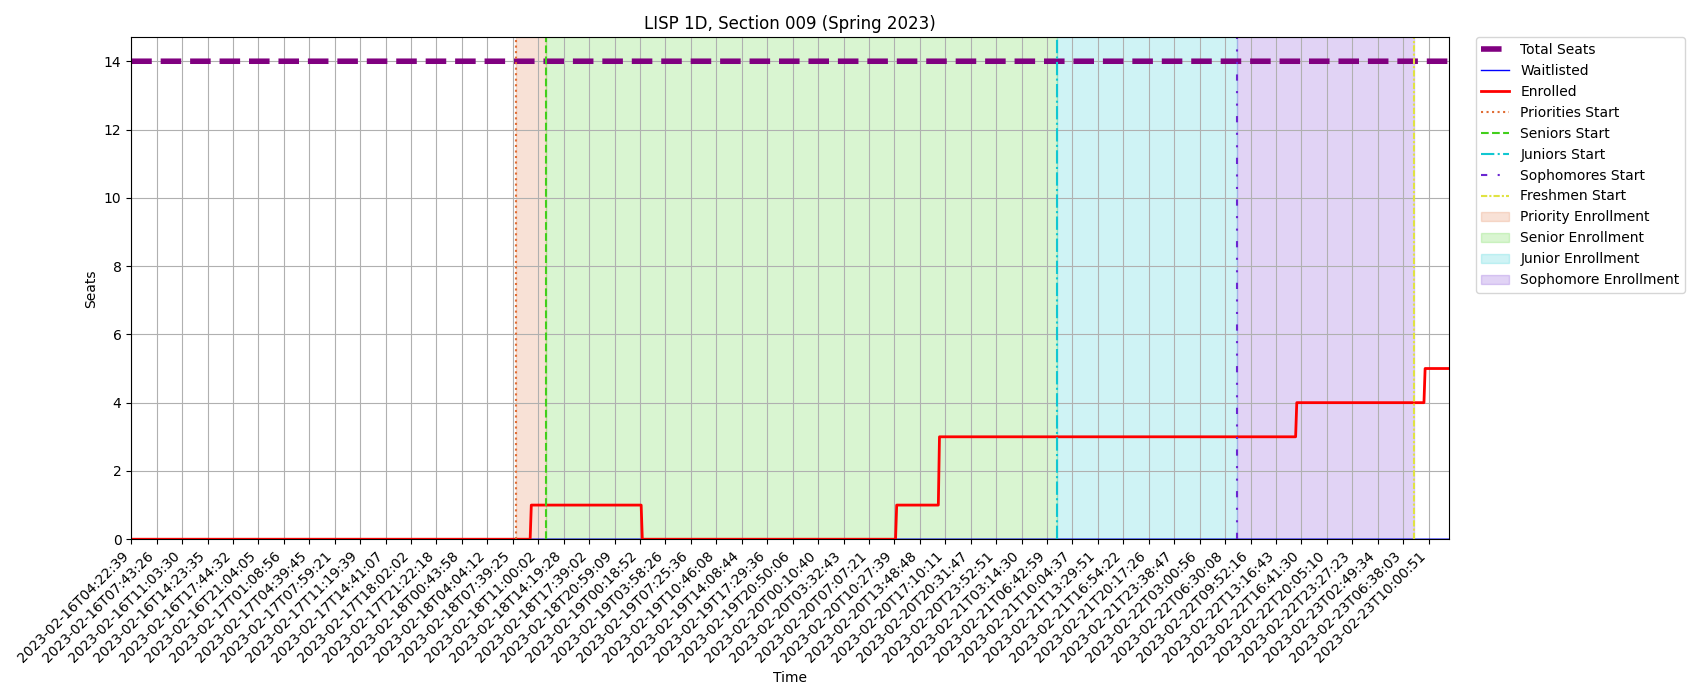 LISP 1D, Section 009 (Spring 2023)
Total Seats
Waitlisted
Enrolled
Priorities Start
Seniors Start
Juniors Start
Sophomores Start
Freshmen Start
Priority Enrollment
Senior Enrollment
Junior Enrollment
Sophomore Enrollment
Seats
14
12
10
8
6
4
2
0
2023-02-16T04:22:39
2023-02-16T07:43:26
2023-02-16T11:03:30
2023-02-16T14:23:35
2023-02-16T17:44:32
2023-02-16T21:04:05
2023-02-17T01:08:56
2023-02-17T04:39:45
2023-02-17T07:59:21
2023-02-17T11:19:39
2023-02-17T14:41:07
2023-02-17T18:02:02
2023-02-17T21:22:18
2023-02-18T00:43:58
2023-02-18T04:04:12
2023-02-18T07:39:25
2023-02-18T11:00:02
2023-02-18T14:19:28
2023-02-18T17:39:02
2023-02-18T20:59:09
2023-02-19T00:18:52
2023-02-19T03:58:26
2023-02-19T07:25:36
2023-02-19T10:46:08
2023-02-19T14:08:44
2023-02-19T17:29:36
2023-02-19T20:50:06
2023-02-20T00:10:40
2023-02-20T03:32:43
2023-02-20T07:07:21
2023-02-20T10:27:39
2023-02-20T13:48:48
2023-02-20T17:10:11
2023-02-20T20:31:47
2023-02-20T23:52:51
2023-02-21T03:14:30
2023-02-21T06:42:59
2023-02-21T10:04:37
2023-02-21T13:29:51
2023-02-21T16:54:22
2023-02-21T20:17:26
2023-02-21T23:38:47
2023-02-22T03:00:56
2023-02-22T06:30:08
2023-02-22T09:52:16
2023-02-22T13:16:43
2023-02-22T16:41:30
2023-02-22T20:05:10
2023-02-22T23:27:23
2023-02-23T02:49:34
2023-02-23T06:38:03
2023-02-23T10:00:51
Time